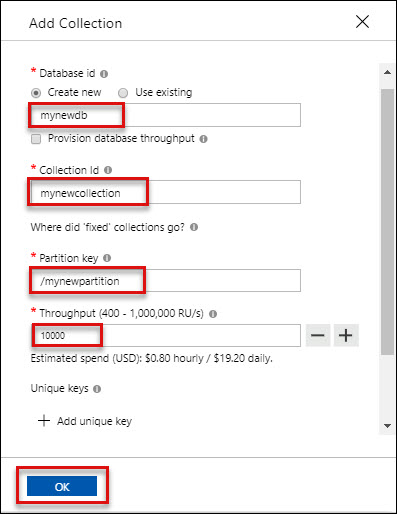 Add Collection
* Database id
Create new Use existing
mynewdb
Provision database throughput
* Collection Id
mynewcollection
Where did 'fixed' collections go?
* Partition key
/mynewpartition
* Throughput (400 - 1,000,000 RU/s)
10000
Estimated spend (USD): $0.80 hourly / $19.20 daily.
Unique keys
Add unique key
OK